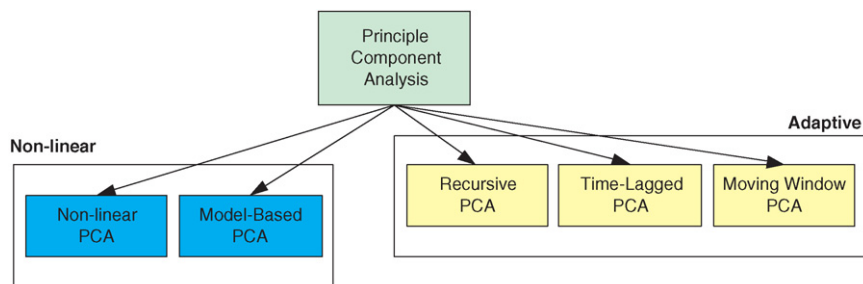 Principle
Component
Analysis
Non-linear
Adaptive
Non-linear
PCA
Model-Based
PCA
Recursive
PCA
Time-Lagged
PCA
Moving Window
PCA